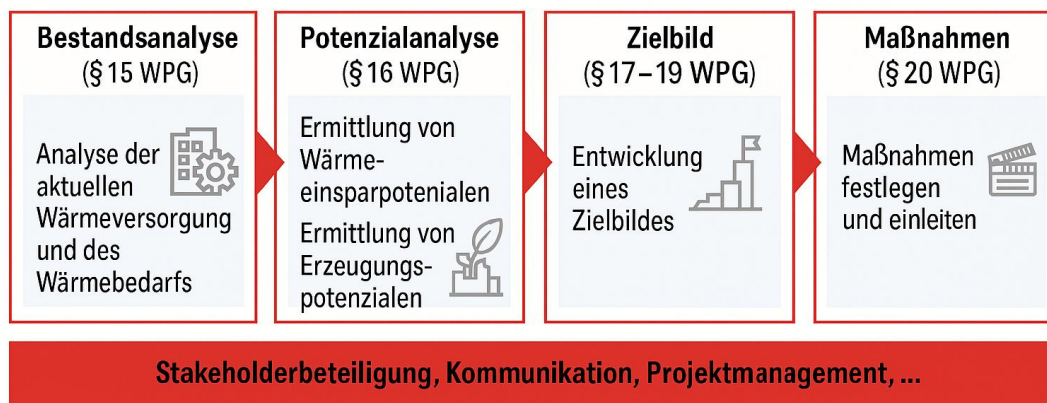 Bestandsanalyse
(§ 15 WPG)
Analyse der
aktuellen
Wärmeversorgung
und des
Wärmebedarfs
Potenzialanalyse
(§ 16 WPG)
Ermittlung von
Wärme-
einsparpotenialen
Ermittlung von
Erzeugungs-
potenzialen
Zielbild
(§ 17 – 19 WPG)
Entwicklung
eines
Zielbildes
Maßnahmen
(§ 20 WPG)
Maßnahmen
festlegen
und einleiten
Stakeholderbeteiligung, Kommunikation, Projektmanagement, ...